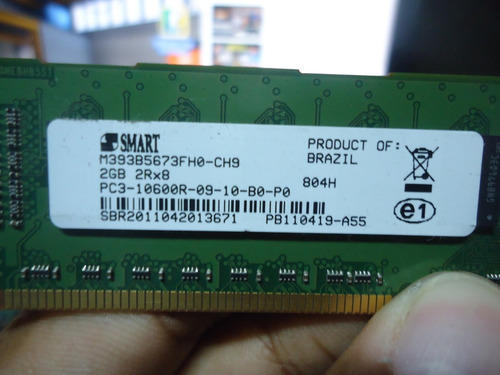 SMART
M393B5673FH0-CH9
2GB 2Rx8
PC3-10600R-09-10-B0-P0
SBR2011042013671
PRODUCT OF:
BRAZIL
804H
PB110419-A55
e1